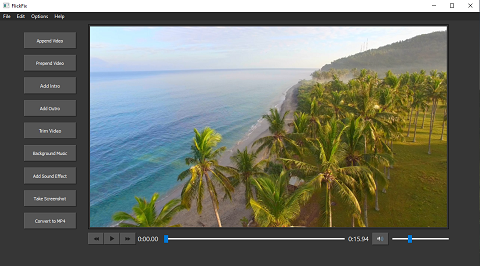 FlickFix
File Edit Options Help
Append Video
Prepend Video
Add Intro
Add Outro
Trim Video
Background Music
Add Sound Effect
Take Screenshot
Convert to MP4
0:00.00
0:15.94